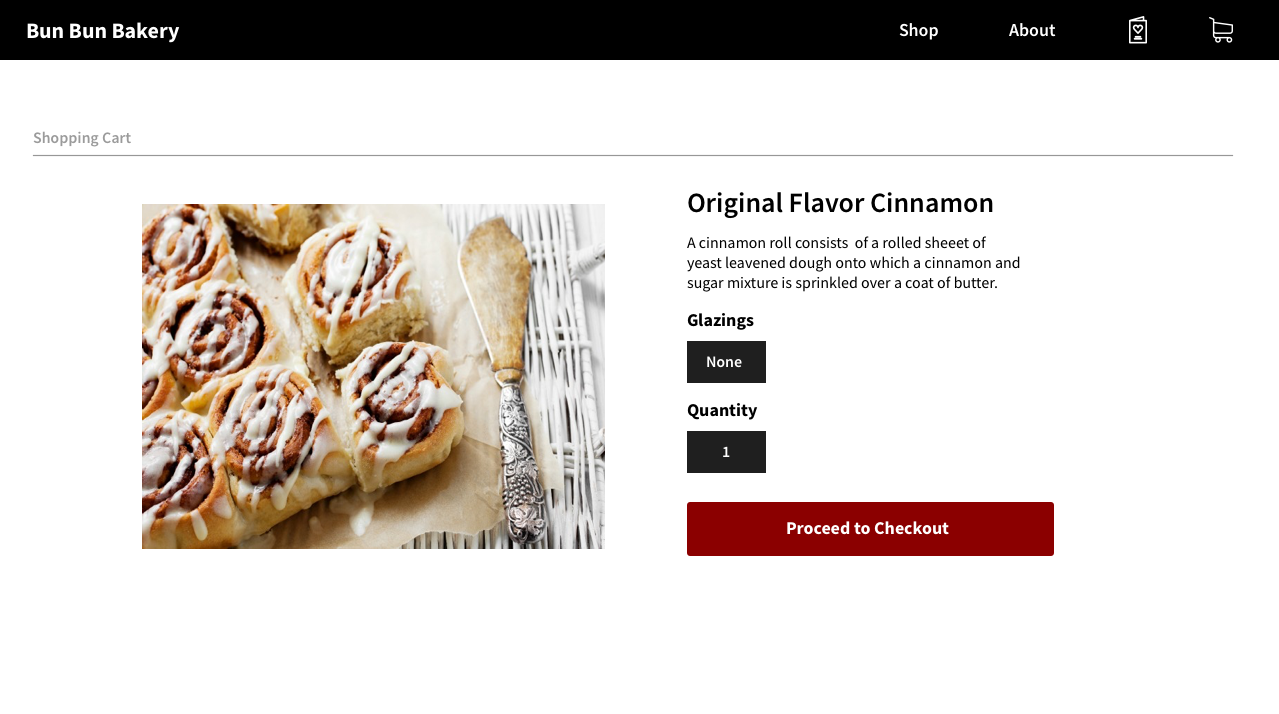 Bun Bun Bakery Shop About
Shopping Cart
Original Flavor Cinnamon
A cinnamon roll consists  of a rolled sheeet of
yeast leavened dough onto which a cinnamon and
sugar mixture is sprinkled over a coat of butter.
Glazings
None
Quantity
1
Proceed to Checkout